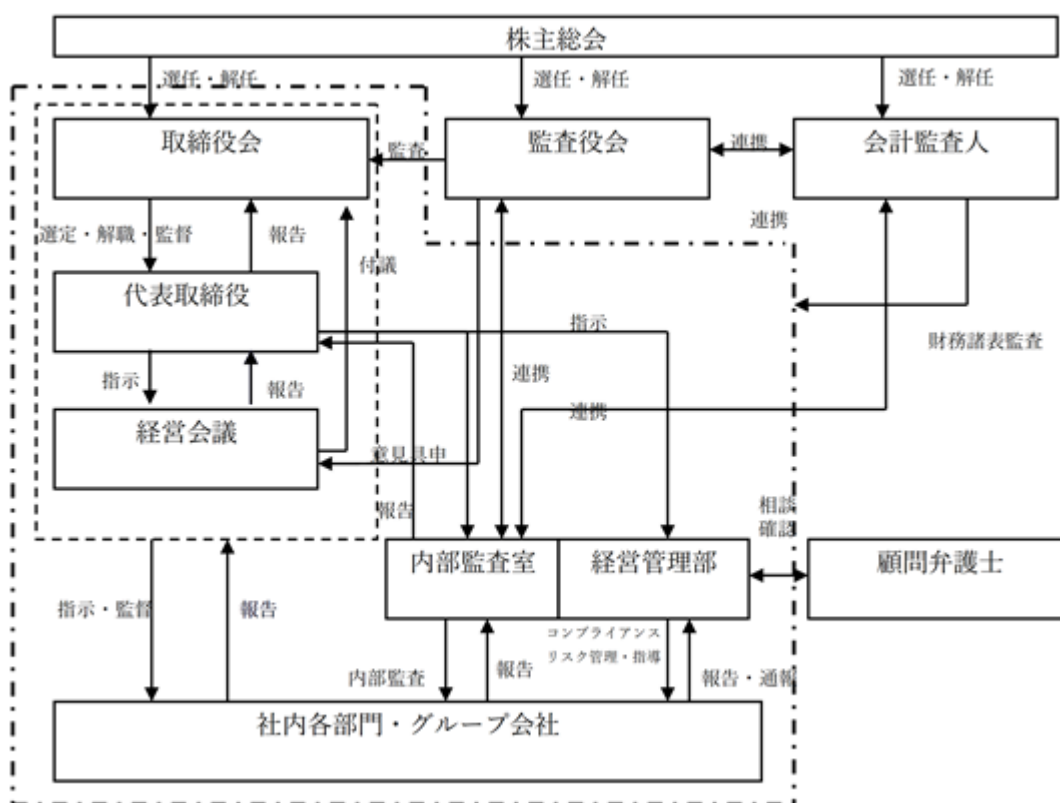 株主総会
選任・解任
選任・解任
選任・解任
取締役会
監査
監査役会
連携
会計監査人
選定・解職・監督
報告
付議
連携
代表取締役
指示
財務諸表監査
指示
報告
連携
連携
経営会議
意見具申
報告
相談
確認
内部監査室
経営管理部
顧問弁護士
指示・監督
報告
コンプライアンス
リスク管理・指導
内部監査
報告
報告・通報
社内各部門・グループ会社